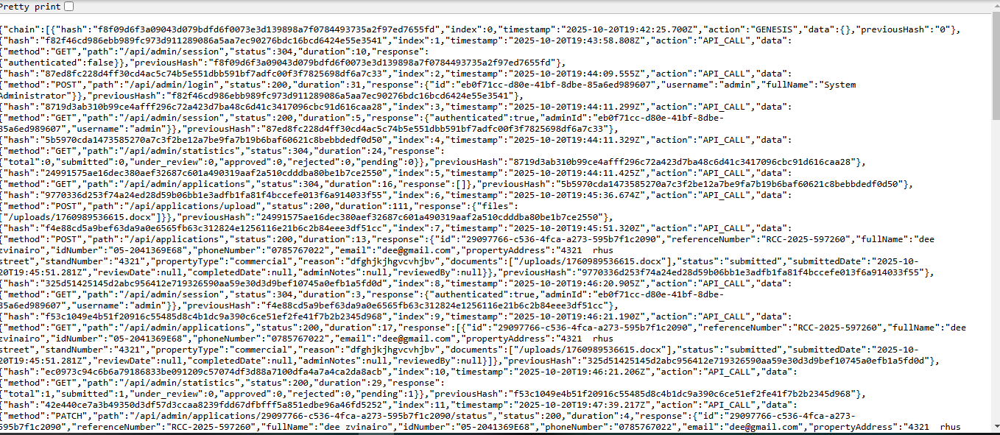 Pretty print
{"chain":[{"hash":"f8f09d6f3a09043d079bdfd6f0073e3d139898a7f0784493735a2f97ed7655fd","index":0,"timestamp":"2025-10-20T19:42:25.700Z","action":"GENESIS","data":{},"previousHash":"0"},
{"hash":"f82f46cd986ebb989fc973d911289086a5aa7ec90276bdc16bcd6424e55e3541","index":1,"timestamp":"2025-10-20T19:43:58.808Z","action":"API_CALL","data":
{"method":"GET","path":"/api/admin/session","status":304,"duration":10,"response":
{"authenticated":false}},"previousHash":"f8f09d6f3a09043d079bdfd6f0073e3d139898a7f0784493735a2f97ed7655fd"},
{"hash":"87ed8fc228d4ff30cd4ac5c74b5e551dbb591bf7adfc00f3f7825698df6a7c33","index":2,"timestamp":"2025-10-20T19:44:09.555Z","action":"API_CALL","data":
{"method":"POST","path":"/api/admin/login","status":200,"duration":31,"response":{"id":"eb0f71cc-d80e-41bf-8dbe-85a6ed989607","username":"admin","fullName":"System
Administrator"}},"previousHash":"f82f46cd986ebb989fc973d911289086a5aa7ec90276bdc16bcd6424e55e3541"},
{"hash":"8719d3ab310b99ce4afff296c72a423d7ba48c6d41c3417096cbc91d616caa28","index":3,"timestamp":"2025-10-20T19:44:11.299Z","action":"API_CALL","data":
{"method":"GET","path":"/api/admin/session","status":200,"duration":5,"response":{"authenticated":true,"adminId":"eb0f71cc-d80e-41bf-8dbe-
85a6ed989607","username":"admin"}},"previousHash":"87ed8fc228d4ff30cd4ac5c74b5e551dbb591bf7adfc00f3f7825698df6a7c33"},
{"hash":"5b5970cda1473585270a7c3f2be12a7be9fa7b19b6baf60621c8bebbdedf0d50","index":4,"timestamp":"2025-10-20T19:44:11.329Z","action":"API_CALL","data":
{"method":"GET","path":"/api/admin/statistics","status":304,"duration":24,"response":
{"total":0,"submitted":0,"under_review":0,"approved":0,"rejected":0,"pending":0}},"previousHash":"8719d3ab310b99ce4afff296c72a423d7ba48c6d41c3417096cbc91d616caa28"},
{"hash":"24991575ae16dec380aef32687c601a490319aaf2a510cdddba80be1b7ce2550","index":5,"timestamp":"2025-10-20T19:44:11.425Z","action":"API_CALL","data":
{"method":"GET","path":"/api/admin/applications","status":304,"duration":16,"response":[]},"previousHash":"5b5970cda1473585270a7c3f2be12a7be9fa7b19b6baf60621c8bebbdedf0d50"},
{"hash":"9770336d253f74a24ed28d59b06bb1e3adfb1fa81f4bccefe013f6a914033f55","index":6,"timestamp":"2025-10-20T19:45:36.674Z","action":"API_CALL","data":
{"method":"POST","path":"/api/applications/upload","status":200,"duration":111,"response":{"files":
["/uploads/1760989536615.docx"]}},"previousHash":"24991575ae16dec380aef32687c601a490319aaf2a510cdddba80be1b7ce2550"},
{"hash":"f4e88cd5a9bef63da9a0e6565fb63c312824e1256116e21b6c2b84eee3df51cc","index":7,"timestamp":"2025-10-20T19:45:51.320Z","action":"API_CALL","data":
{"method":"POST","path":"/api/applications","status":200,"duration":13,"response":{"id":"29097766-c536-4fca-a273-595b7f1c2090","referenceNumber":"RCC-2025-597260","fullName":"dee
zvinairo","idNumber":"05-2041369E68","phoneNumber":"0785767022","email":"dee@gmail.com","propertyAddress":"4321  rhus
street","standNumber":"4321","propertyType":"commercial","reason":"dfghjkjhgvcvhjbv","documents":["/uploads/1760989536615.docx"],"status":"submitted","submittedDate":"2025-10-
20T19:45:51.281Z","reviewDate":null,"completedDate":null,"adminNotes":null,"reviewedBy":null}},"previousHash":"9770336d253f74a24ed28d59b06bb1e3adfb1fa81f4bccefe013f6a914033f55"},
{"hash":"325d51425145d2abc956412e719326590aa59e30d3d9bef10745a0efb1a5fd0d","index":8,"timestamp":"2025-10-20T19:46:20.905Z","action":"API_CALL","data":
{"method":"GET","path":"/api/admin/session","status":304,"duration":3,"response":{"authenticated":true,"adminId":"eb0f71cc-d80e-41bf-8dbe-
85a6ed989607","username":"admin"}},"previousHash":"f4e88cd5a9bef63da9a0e6565fb63c312824e1256116e21b6c2b84eee3df51cc"},
{"hash":"f53c1049e4b51f20916c55485d8c4b1dc9a390c6ce51ef2fe41f7b2b2345d968","index":9,"timestamp":"2025-10-20T19:46:21.190Z","action":"API_CALL","data":
{"method":"GET","path":"/api/admin/applications","status":200,"duration":17,"response":[{"id":"29097766-c536-4fca-a273-595b7f1c2090","referenceNumber":"RCC-2025-597260","fullName":"dee
zvinairo","idNumber":"05-2041369E68","phoneNumber":"0785767022","email":"dee@gmail.com","propertyAddress":"4321  rhus
street","standNumber":"4321","propertyType":"commercial","reason":"dfghjkjhgvcvhjbv","documents":["/uploads/1760989536615.docx"],"status":"submitted","submittedDate":"2025-10-
20T19:45:51.281Z","reviewDate":null,"completedDate":null,"adminNotes":null,"reviewedBy":null}]},"previousHash":"325d51425145d2abc956412e719326590aa59e30d3d9bef10745a0efb1a5fd0d"},
{"hash":"ec0973c94c6b6a79186833be091209c57074df3d88a7100dfa4a7a4ca2da8acb","index":10,"timestamp":"2025-10-20T19:46:21.206Z","action":"API_CALL","data":
{"method":"GET","path":"/api/admin/statistics","status":200,"duration":29,"response":
{"total":1,"submitted":1,"under_review":0,"approved":0,"rejected":0,"pending":1}},"previousHash":"f53c1049e4b51f20916c55485d8c4b1dc9a390c6ce51ef2fe41f7b2b2345d968"},
{"hash":"42e440ce7a3b49350d3df57d3ccaa8239fdd67dfbfff5a851edbe96a46fd5252","index":11,"timestamp":"2025-10-20T19:47:39.217Z","action":"API_CALL","data":
{"method":"PATCH","path":"/api/admin/applications/29097766-c536-4fca-a273-595b7f1c2090/status","status":200,"duration":4,"response":{"id":"29097766-c536-4fca-a273-
595b7f1c2090","referenceNumber":"RCC-2025-597260","fullName":"dee zvinairo","idNumber":"05-2041369E68","phoneNumber":"0785767022","email":"dee@gmail.com","propertyAddress":"4321  rhus